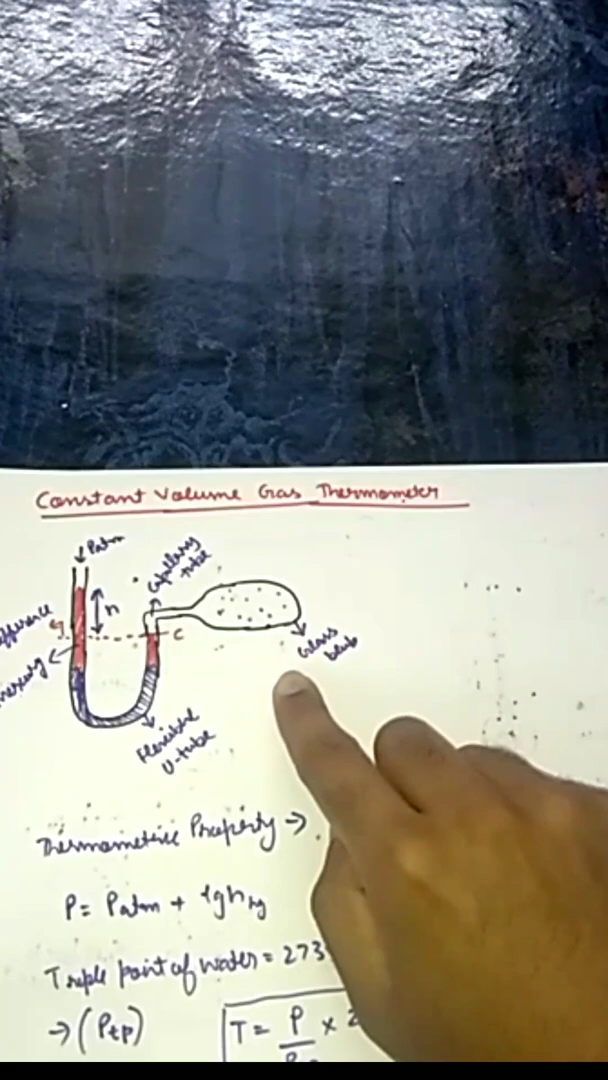 Constant Volume Gas Thermometer
Patm
Capillary tube
h
C
Glass bulb
mercury
Flexible U-tube
Thermometric Property →
P = Patm + ρghHg
Triple point of water = 273
→ (Ptp)
T = P ×